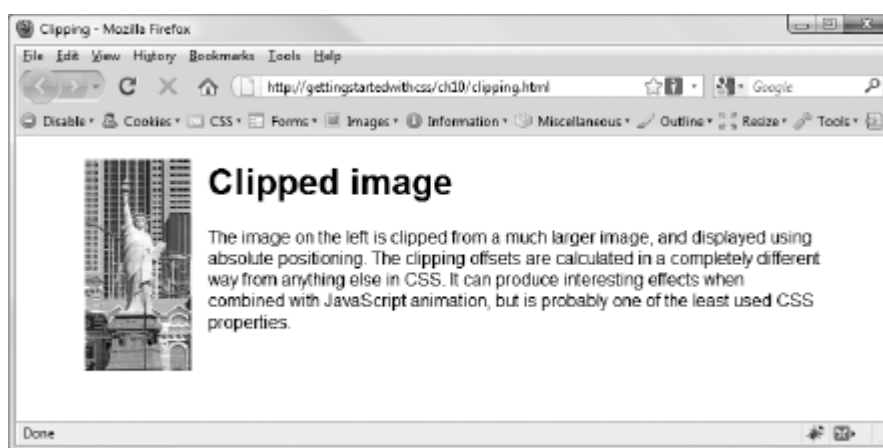 Clipping - Mozilla Firefox
File Edit View History Bookmarks Tools Help
http://gettingstartedwithcss/ch10/clipping.html Google
Disable Cookies CSS Forms Images Information Miscellaneous Outline Resize Tools
Clipped image
The image on the left is clipped from a much larger image, and displayed using
absolute positioning. The clipping offsets are calculated in a completely different
way from anything else in CSS. It can produce interesting effects when
combined with JavaScript animation, but is probably one of the least used CSS
properties.
Done